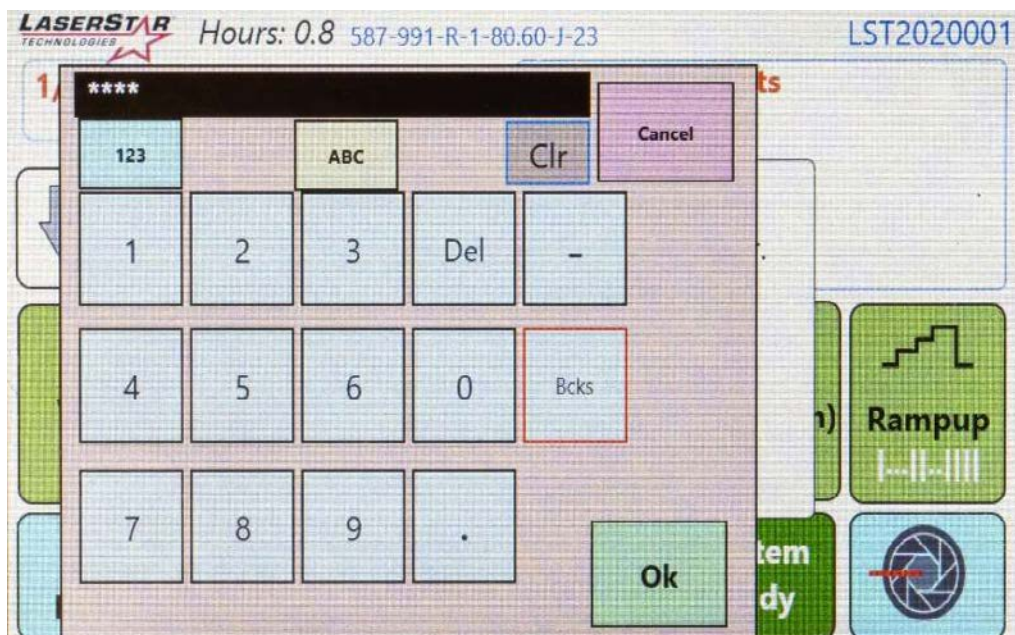 LASERSTAR
TECHNOLOGIES
Hours: 0.8 587-991-R-1-80.60-J-23
LST2020001
1/
ts
****
Cancel
123
ABC
Clr
1 2 3 Del -
4 5 6 0 Bcks
n)
Rampup
7 8 9 .
Ok
tem
dy